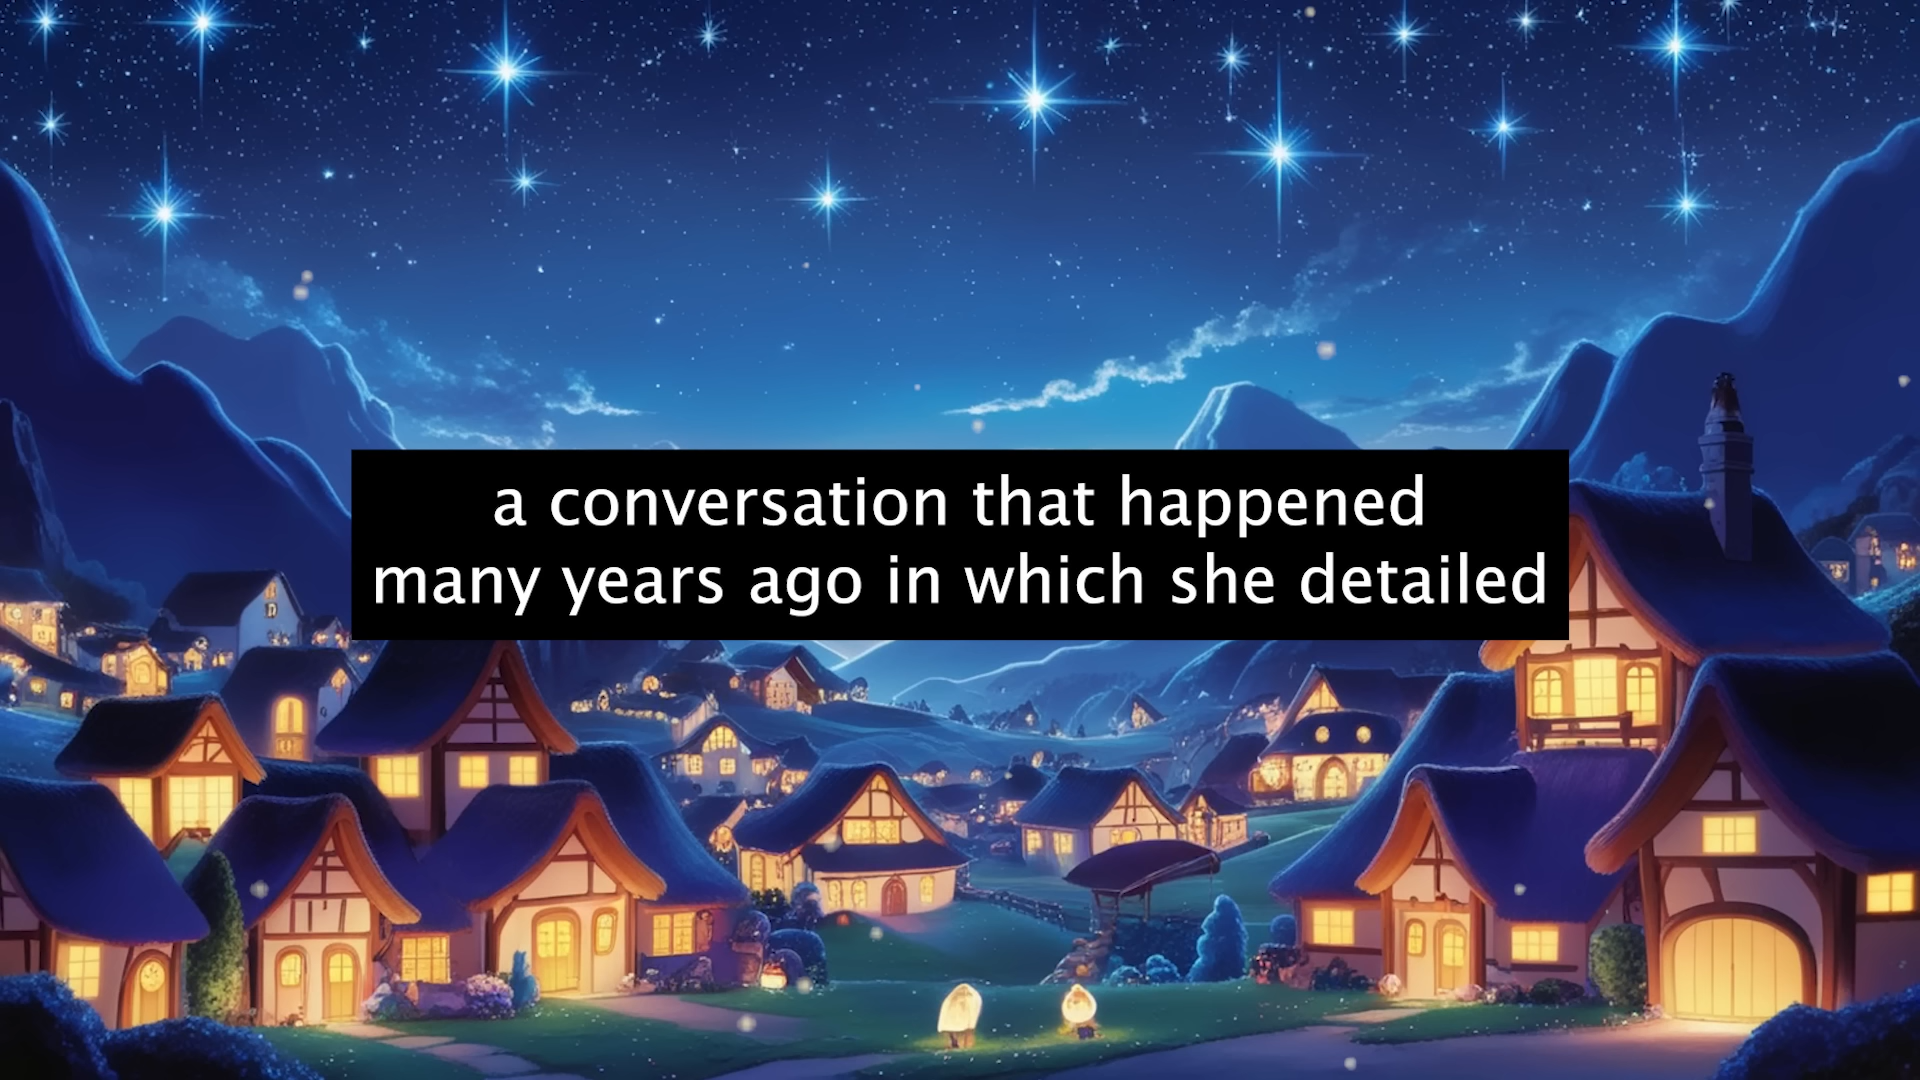 a conversation that happened
many years ago in which she detailed